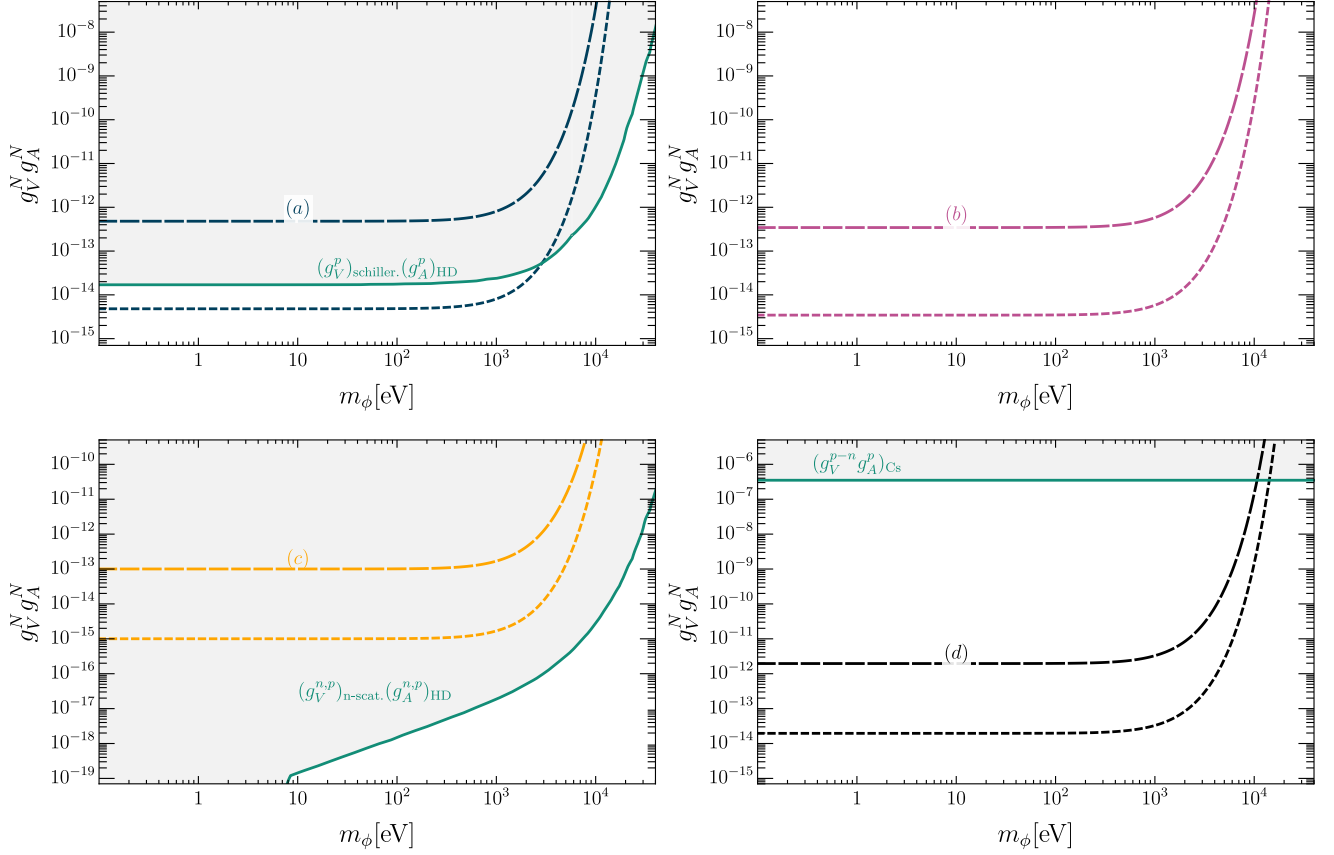 10^{-8}
10^{-9}
10^{-10}
10^{-11}
10^{-12}
10^{-13}
10^{-14}
10^{-15}
g_V^N g_A^N
(a)
(g_V^p)_{schiller.}(g_A^p)_{HD}
1 10 10^2 10^3 10^4
m_ϕ[eV]
10^{-8}
10^{-9}
10^{-10}
10^{-11}
10^{-12}
10^{-13}
10^{-14}
10^{-15}
g_V^N g_A^N
(b)
1 10 10^2 10^3 10^4
m_ϕ[eV]
10^{-10}
10^{-11}
10^{-12}
10^{-13}
10^{-14}
10^{-15}
10^{-16}
10^{-17}
10^{-18}
10^{-19}
g_V^N g_A^N
(c)
(g_V^{n,p})_{n-scat.}(g_A^{n,p})_{HD}
1 10 10^2 10^3 10^4
m_ϕ[eV]
10^{-6}
10^{-7}
10^{-8}
10^{-9}
10^{-10}
10^{-11}
10^{-12}
10^{-13}
10^{-14}
10^{-15}
g_V^N g_A^N
(g_V^{p-n} g_A^p)_{Cs}
(d)
1 10 10^2 10^3 10^4
m_ϕ[eV]